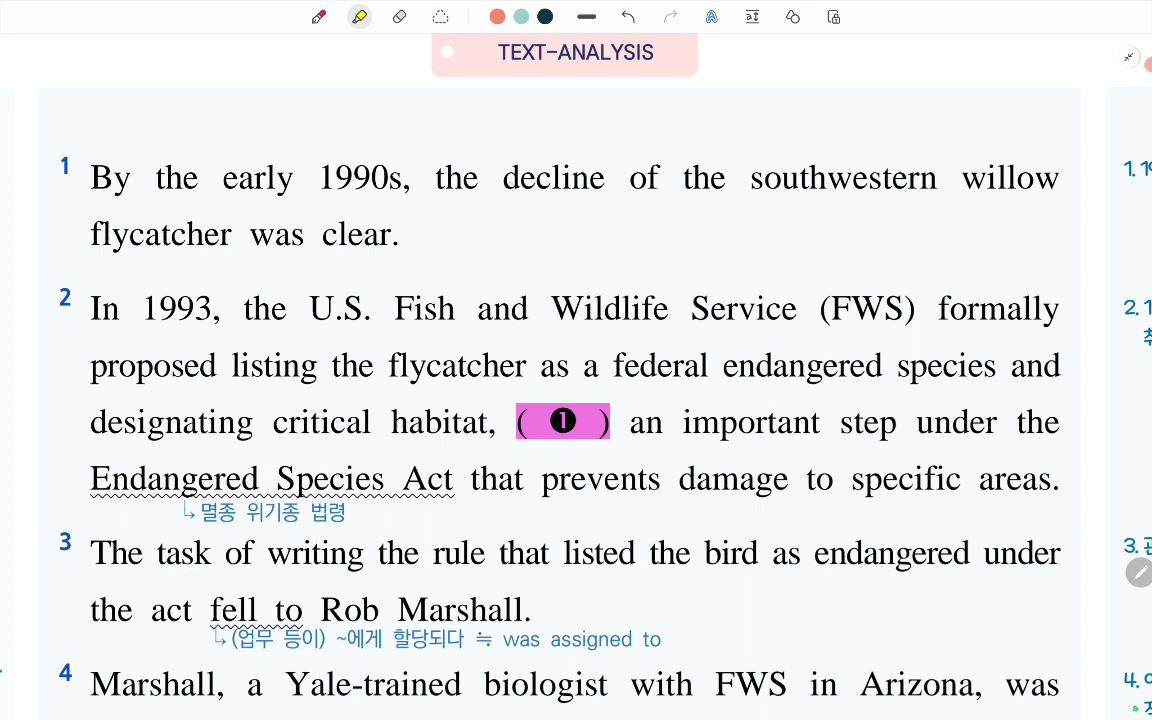 TEXT-ANALYSIS
1 By the early 1990s, the decline of the southwestern willow
flycatcher was clear.
2 In 1993, the U.S. Fish and Wildlife Service (FWS) formally
proposed listing the flycatcher as a federal endangered species and
designating critical habitat, ( ❶ ) an important step under the
Endangered Species Act that prevents damage to specific areas.
↳ 멸종 위기종 법령
3 The task of writing the rule that listed the bird as endangered under
the act fell to Rob Marshall.
↳ (업무 등이) ~에게 할당되다 ≒ was assigned to
4 Marshall, a Yale-trained biologist with FWS in Arizona, was
1.
2.
3.
4.